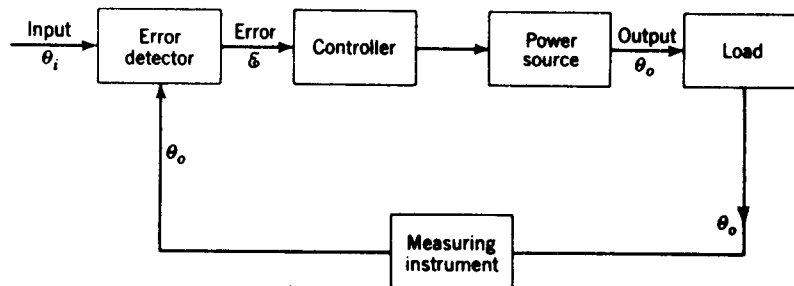 Input
θi
Error
detector
Error
Controller
Power
source
Output
θo
Load
θo
θo
Measuring
instrument